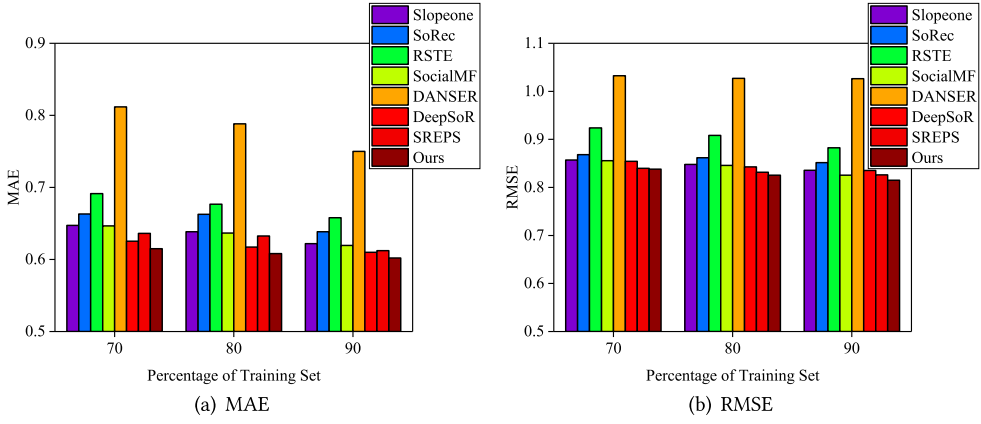 Slopeone
SoRec
RSTE
SocialMF
DANSER
DeepSoR
SREPS
Ours
0.9
0.8
0.7
0.6
0.5
MAE
70 80 90
Percentage of Training Set
(a) MAE
Slopeone
SoRec
RSTE
SocialMF
DANSER
DeepSoR
SREPS
Ours
1.1
1.0
0.9
0.8
0.7
0.6
0.5
RMSE
70 80 90
Percentage of Training Set
(b) RMSE